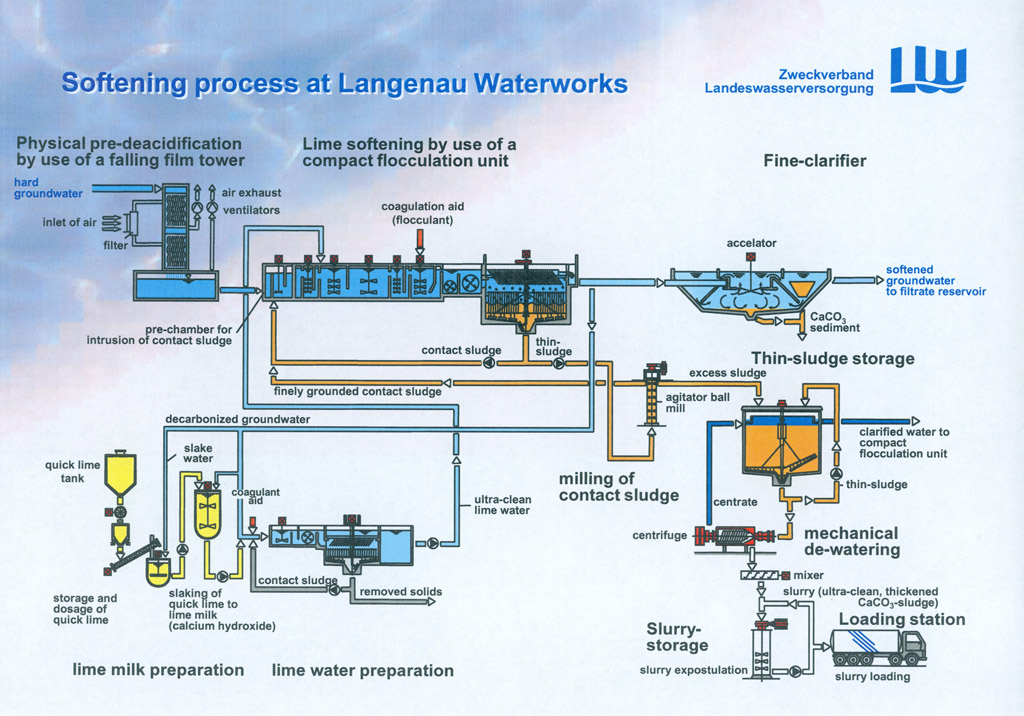 Softening process at Langenau Waterworks
Zweckverband
Landeswasserversorgung
LW
Physical pre-deacidification
by use of a falling film tower
Lime softening by use of a
compact flocculation unit
Fine-clarifier
hard
groundwater
air exhaust
ventilators
inlet of air
filter
coagulation aid
(flocculant)
accelator
softened
groundwater
to filtrate reservoir
CaCO₃
sediment
pre-chamber for
intrusion of contact sludge
contact sludge
thin-
sludge
Thin-sludge storage
excess sludge
finely grounded contact sludge
agitator ball
mill
decarbonized groundwater
clarified water to
compact
flocculation unit
slake
water
quick lime
tank
milling of
contact sludge
thin-sludge
coagulant
aid
ultra-clean
lime water
centrate
centrifuge
mechanical
de-watering
mixer
contact sludge
removed solids
slurry (ultra-clean, thickened
CaCO₃-sludge)
storage and
dosage of
quick lime
slaking of
quick lime to
lime milk
(calcium hydroxide)
Slurry-
storage
Loading station
slurry expostulation
slurry loading
lime milk preparation
lime water preparation